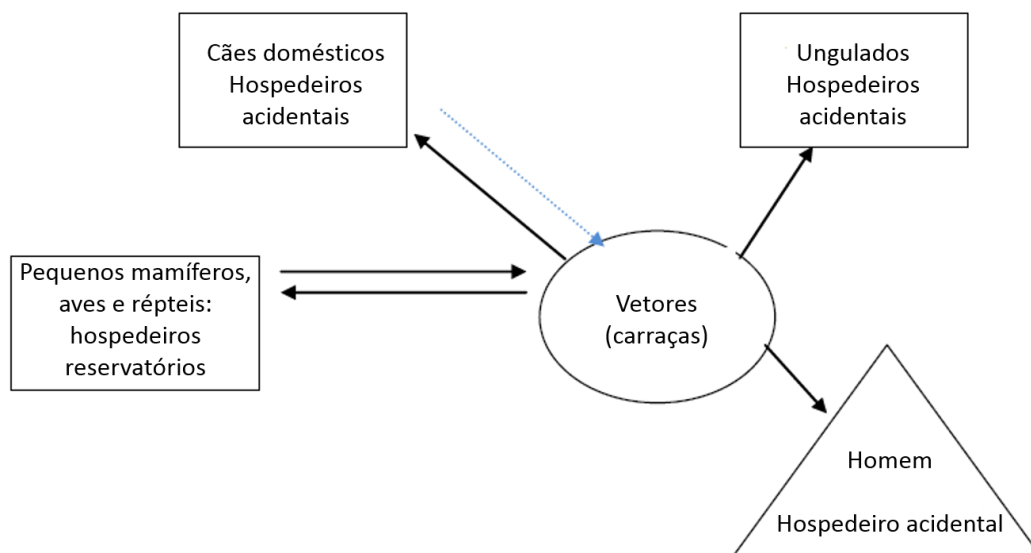 Cães domésticos
Hospedeiros
acidentais
Ungulados
Hospedeiros
acidentais
Pequenos mamíferos,
aves e répteis:
hospedeiros
reservatórios
Vetores
(carraças)
Homem
Hospedeiro acidental